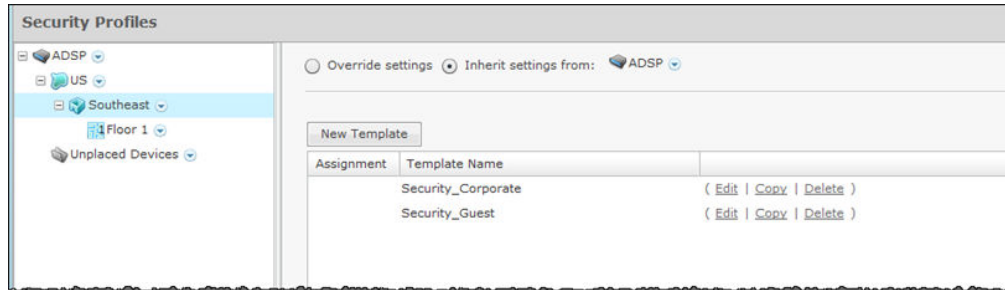 Security Profiles
ADSP
US
Southeast
1 Floor 1
Unplaced Devices
Override settings Inherit settings from: ADSP
New Template
Assignment Template Name
Security_Corporate ( Edit | Copy | Delete )
Security_Guest ( Edit | Copy | Delete )